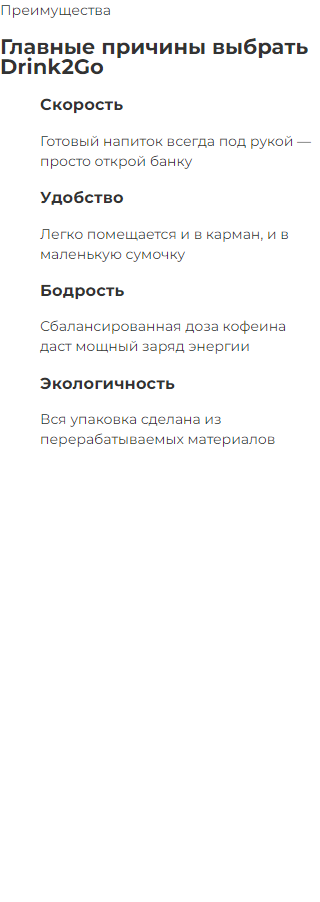 Преимущества
Главные причины выбрать
Drink2Go
Скорость
Готовый напиток всегда под рукой —
просто открой банку
Удобство
Легко помещается и в карман, и в
маленькую сумочку
Бодрость
Сбалансированная доза кофеина
даст мощный заряд энергии
Экологичность
Вся упаковка сделана из
перерабатываемых материалов